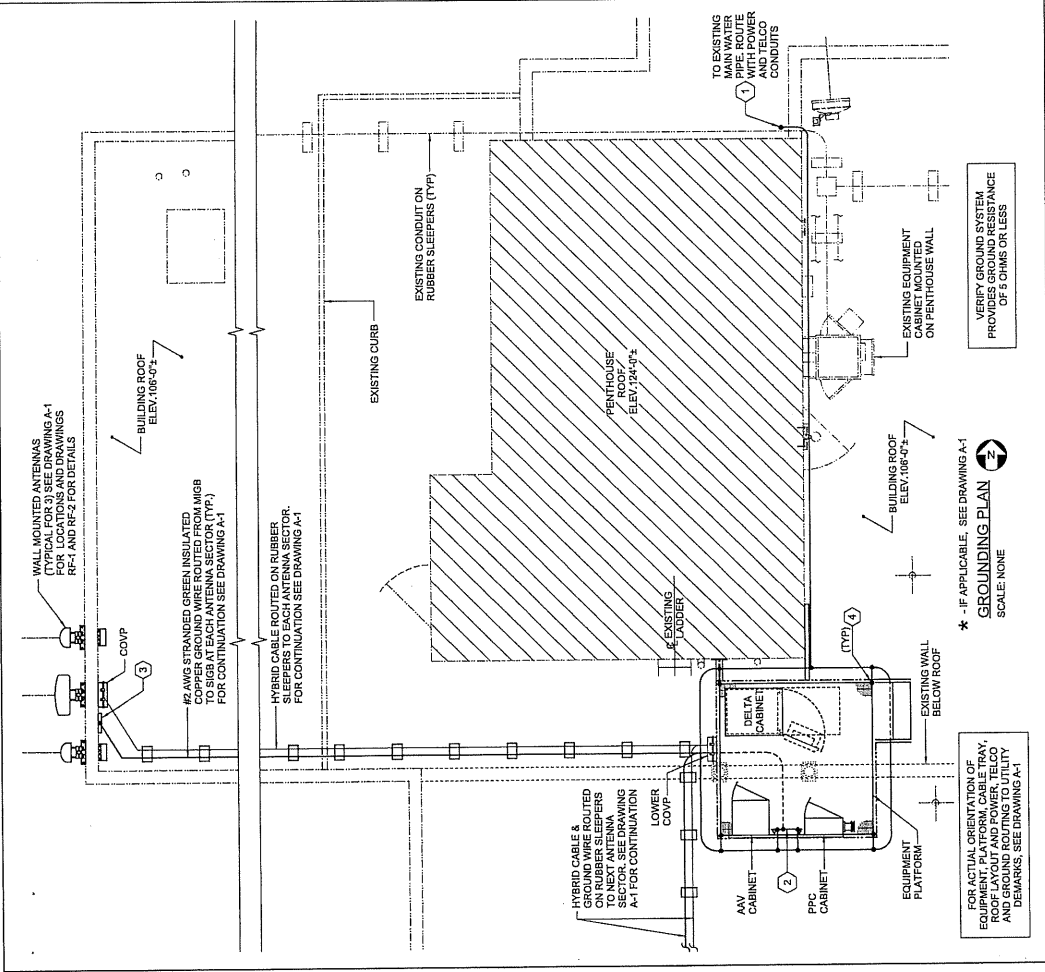 WALL MOUNTED ANTENNAS
(TYPICAL FOR 3) SEE DRAWING A-1
FOR LOCATIONS AND DRAWINGS
RF-1 AND RF-2 FOR DETAILS
COVP
3
BUILDING ROOF
ELEV.106'-0"±
#2 AWG STRANDED GREEN INSULATED
COPPER GROUND WIRE ROUTED FROM MIGB
TO SIGB AT EACH ANTENNA SECTOR (TYP.)
FOR CONTINUATION SEE DRAWING A-1
HYBRID CABLE ROUTED ON RUBBER
SLEEPERS TO EACH ANTENNA SECTOR.
FOR CONTINUATION SEE DRAWING A-1
EXISTING CURB
EXISTING CONDUIT ON
RUBBER SLEEPERS (TYP)
TO EXISTING
MAIN WATER
PIPE. ROUTE
WITH POWER
AND TELCO
CONDUITS
1
PENTHOUSE
ROOF
ELEV.124'-0"±
EXISTING
LADDER
HYBRID CABLE &
GROUND WIRE ROUTED
ON RUBBER SLEEPERS
TO NEXT ANTENNA
SECTOR. SEE DRAWING
A-1 FOR CONTINUATION
LOWER
COVP
DELTA
CABINET
AAV
CABINET
2
PPC
CABINET
EQUIPMENT
PLATFORM
(TYP)
4
EXISTING WALL
BELOW ROOF
BUILDING ROOF
ELEV.106'-0"±
EXISTING EQUIPMENT
CABINET MOUNTED
ON PENTHOUSE WALL
VERIFY GROUND SYSTEM
PROVIDES GROUND RESISTANCE
OF 5 OHMS OR LESS
FOR ACTUAL ORIENTATION OF
EQUIPMENT, PLATFORM, CABLE TRAY,
ROOF LAYOUT AND POWER, TELCO
AND GROUND ROUTING TO UTILITY
DEMARKS, SEE DRAWING A-1
* - IF APPLICABLE, SEE DRAWING A-1
GROUNDING PLAN
SCALE: NONE
N